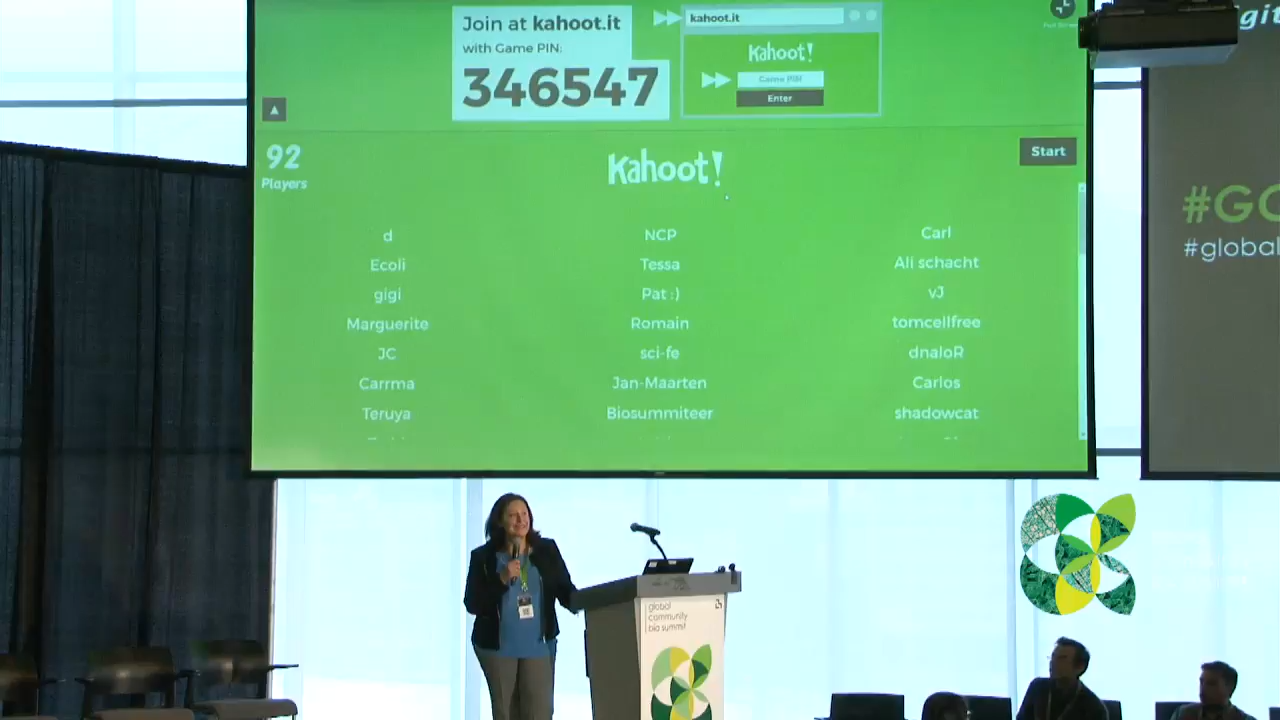 Join at kahoot.it
with Game PIN:
346547
kahoot.it
Kahoot!
Game PIN
Enter
92
Players
Kahoot!
Start
d
NCP
Carl
Ecoli
Tessa
Ali schacht
gigi
Pat :)
vJ
Marguerite
Romain
tomcellfree
JC
sci-fe
dnaloR
Carrma
Jan-Maarten
Carlos
Teruya
Biosummiteer
shadowcat
#GC
#global
global
community
bio summit